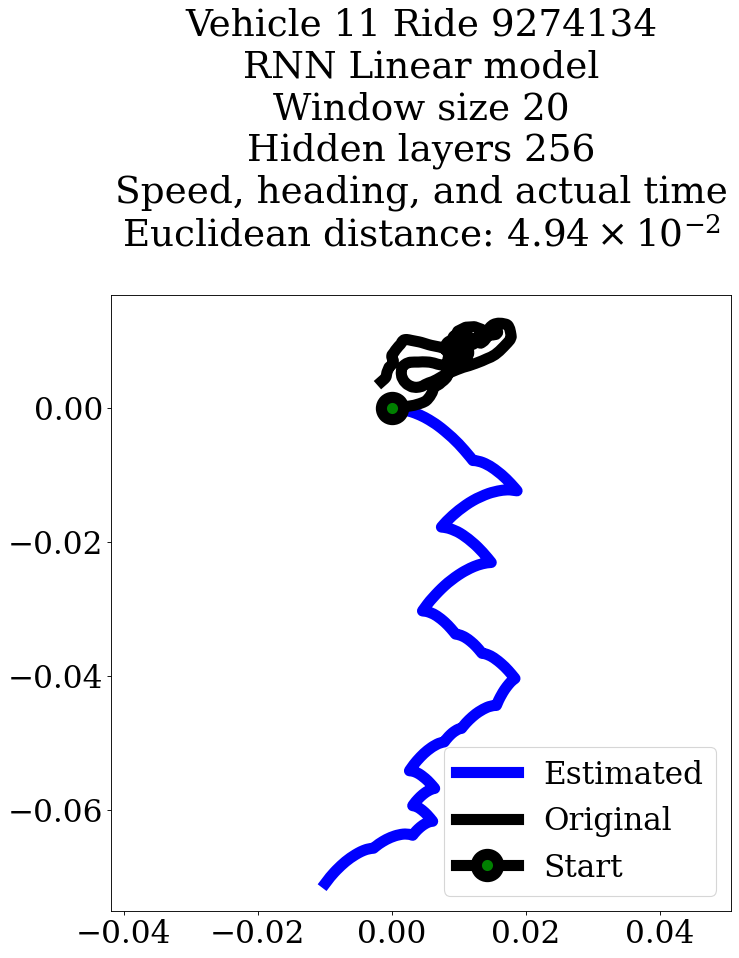 Vehicle 11 Ride 9274134
RNN Linear model
Window size 20
Hidden layers 256
Speed, heading, and actual time
Euclidean distance: 4.94 × 10⁻²
0.00
−0.02
−0.04
−0.06
Estimated
Original
Start
−0.04 −0.02 0.00 0.02 0.04